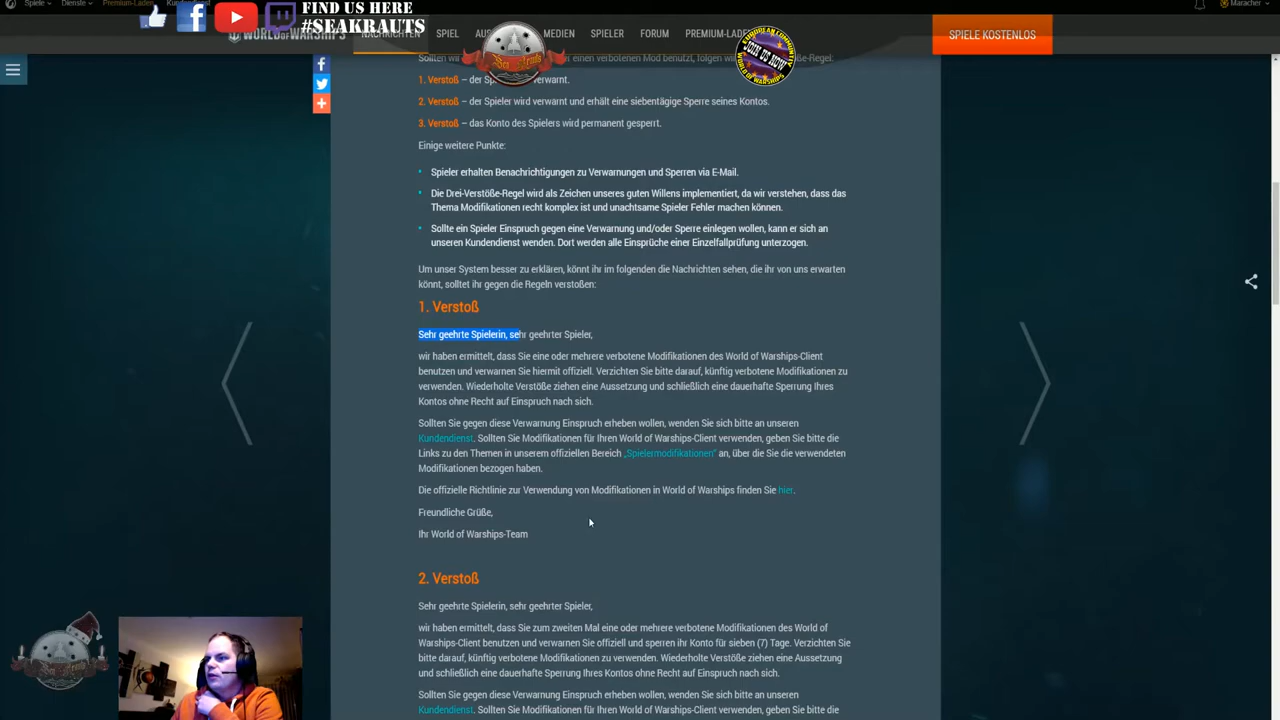 Spiele
Dienste
Premium-Laden
FIND US HERE
#SEAKRAUTS
Maracher
NACHRICHTEN
SPIEL
MEDIEN
SPIELER
FORUM
SPIELE KOSTENLOS
JOIN US NOW
WORLD OF WARSHIPS
1. Verstoß – der
verwarnt.
2. Verstoß – der Spieler wird verwarnt und erhält eine siebentägige Sperre seines Kontos.
3. Verstoß – das Konto des Spielers wird permanent gesperrt.
Einige weitere Punkte:
Spieler erhalten Benachrichtigungen zu Verwarnungen und Sperren via E-Mail.
Die Drei-Verstöße-Regel wird als Zeichen unseres guten Willens implementiert, da wir verstehen, dass das
Thema Modifikationen recht komplex ist und unachtsame Spieler Fehler machen können.
Sollte ein Spieler Einspruch gegen eine Verwarnung und/oder Sperre einlegen wollen, kann er sich an
unseren Kundendienst wenden. Dort werden alle Einsprüche einer Einzelfallprüfung unterzogen.
Um unser System besser zu erklären, könnt ihr im folgenden die Nachrichten sehen, die ihr von uns erwarten
könnt, solltet ihr gegen die Regeln verstoßen:
1. Verstoß
Sehr geehrte Spielerin, sehr geehrter Spieler,
wir haben ermittelt, dass Sie eine oder mehrere verbotene Modifikationen des World of Warships-Client
benutzen und verwarnen Sie hiermit offiziell. Verzichten Sie bitte darauf, künftig verbotene Modifikationen zu
verwenden. Wiederholte Verstöße ziehen eine Aussetzung und schließlich eine dauerhafte Sperrung Ihres
Kontos ohne Recht auf Einspruch nach sich.
Sollten Sie gegen diese Verwarnung Einspruch erheben wollen, wenden Sie sich bitte an unseren
Kundendienst. Sollten Sie Modifikationen für Ihren World of Warships-Client verwenden, geben Sie bitte die
Links zu den Themen in unserem offiziellen Bereich „Spielermodifikationen“ an, über die Sie die verwendeten
Modifikationen bezogen haben.
Die offizielle Richtlinie zur Verwendung von Modifikationen in World of Warships finden Sie hier.
Freundliche Grüße,
Ihr World of Warships-Team
2. Verstoß
Sehr geehrte Spielerin, sehr geehrter Spieler,
wir haben ermittelt, dass Sie zum zweiten Mal eine oder mehrere verbotene Modifikationen des World of
Warships-Client benutzen und verwarnen Sie offiziell und sperren ihr Konto für sieben (7) Tage. Verzichten Sie
bitte darauf, künftig verbotene Modifikationen zu verwenden. Wiederholte Verstöße ziehen eine Aussetzung
und schließlich eine dauerhafte Sperrung Ihres Kontos ohne Recht auf Einspruch nach sich.
Sollten Sie gegen diese Verwarnung Einspruch erheben wollen, wenden Sie sich bitte an unseren
Kundendienst. Sollten Sie Modifikationen für Ihren World of Warships-Client verwenden, geben Sie bitte die